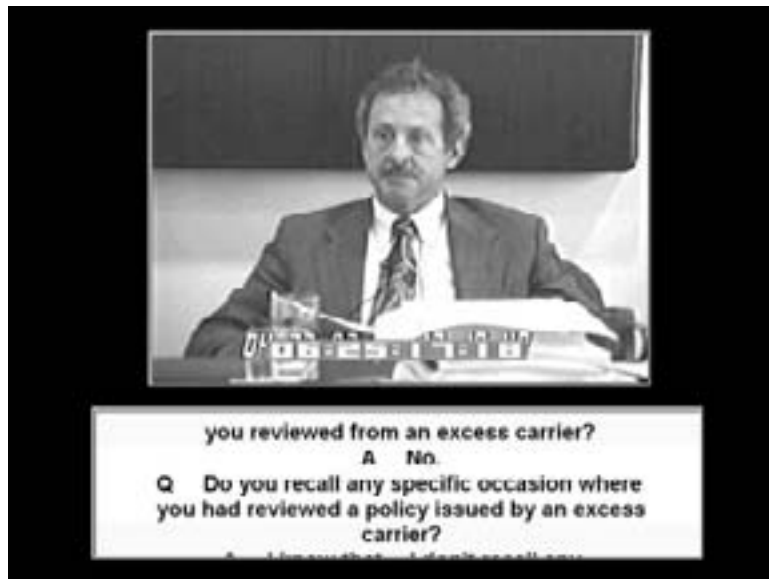 you reviewed from an excess carrier?
A No.
Q Do you recall any specific occasion where
you had reviewed a policy issued by an excess
carrier?